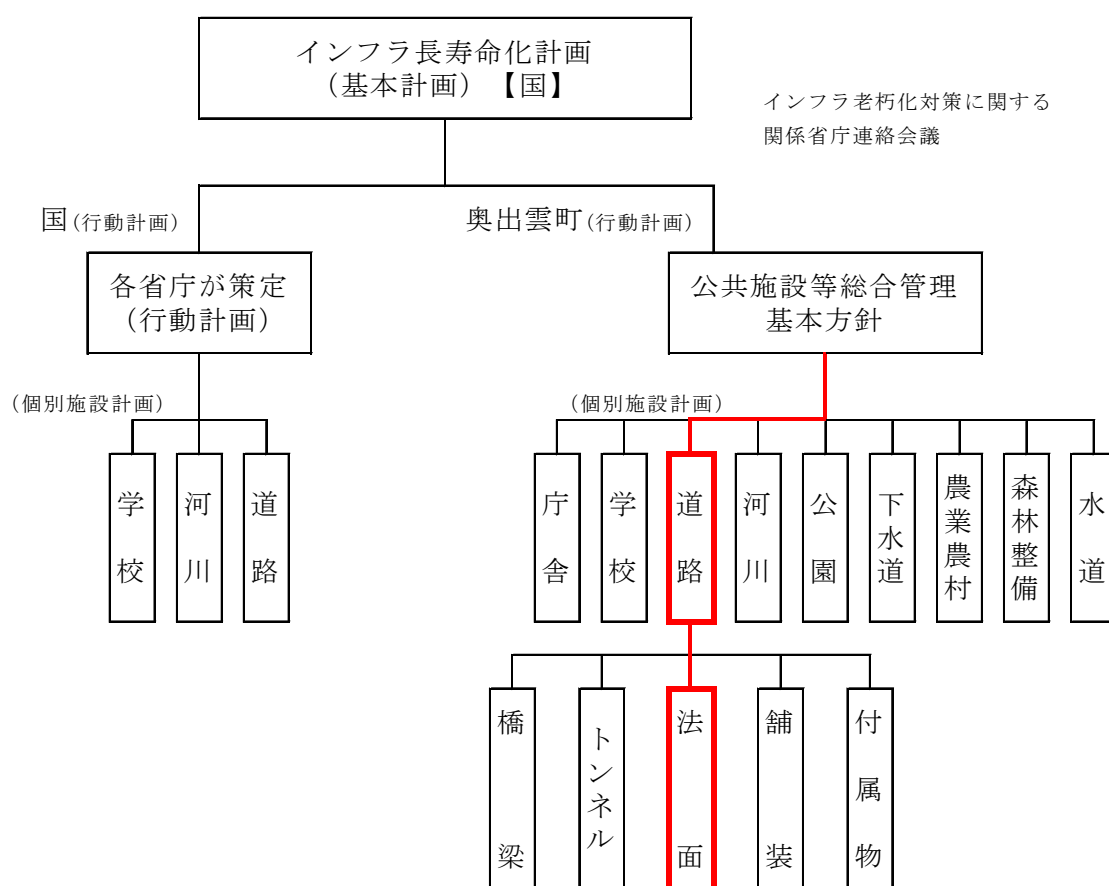 インフラ長寿命化計画
（基本計画）【国】
インフラ老朽化対策に関する
関係省庁連絡会議
国(行動計画)
奥出雲町(行動計画)
各省庁が策定
（行動計画）
公共施設等総合管理
基本方針
（個別施設計画）
（個別施設計画）
学校
河川
道路
庁舎
学校
道路
河川
公園
下水道
農業農村
森林整備
水道
橋梁
トンネル
法面
舗装
付属物